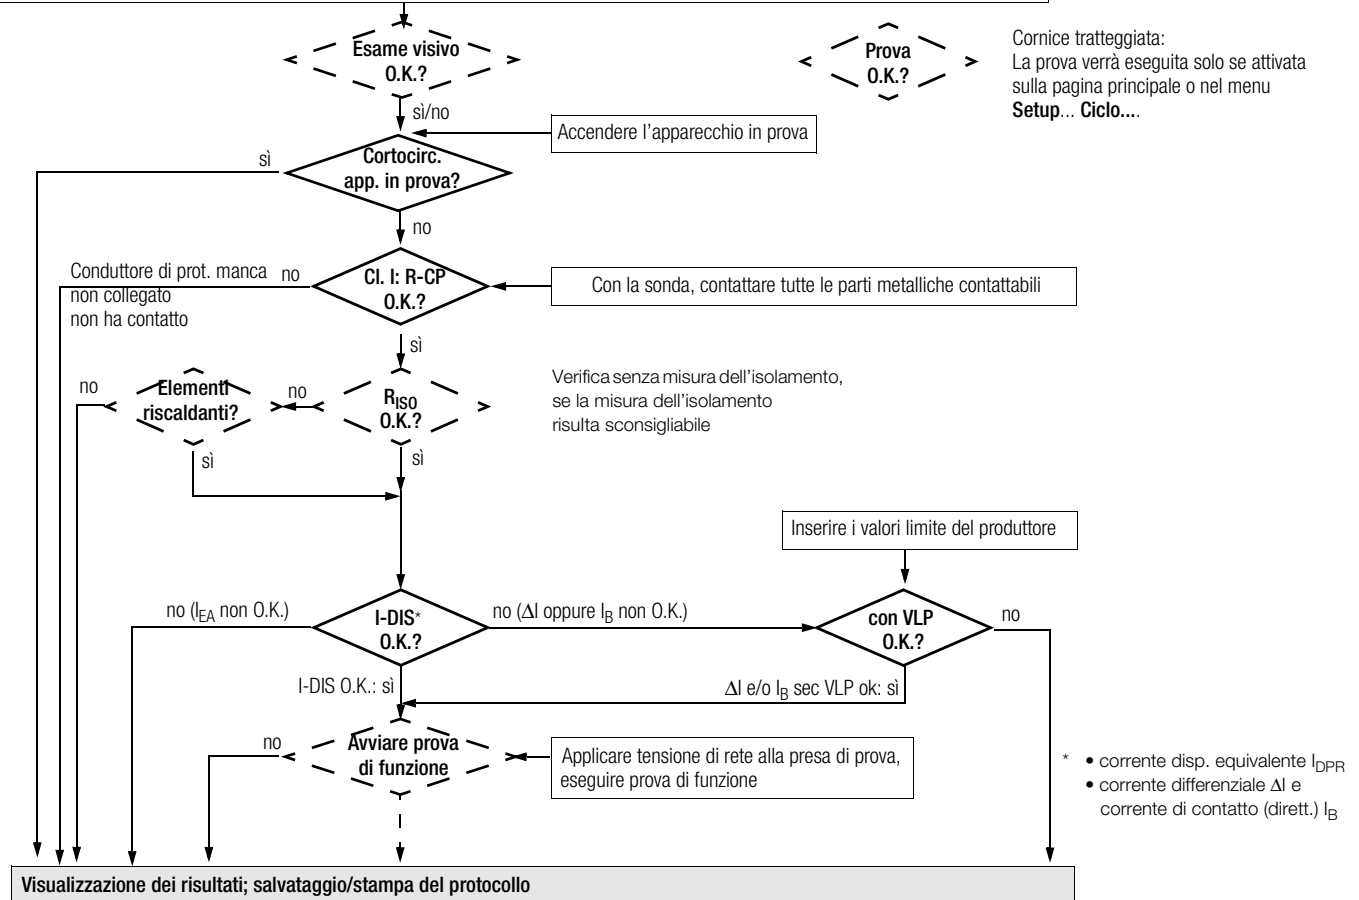 Esame visivo
O.K.?
Prova
O.K.?
Cornice tratteggiata:
La prova verrà eseguita solo se attivata
sulla pagina principale o nel menu
Setup... Ciclo....
sì/no
Accendere l'apparecchio in prova
sì
Cortocirc.
app. in prova?
no
Conduttore di prot. manca
non collegato
non ha contatto
no
Cl. I: R-CP
O.K.?
Con la sonda, contattare tutte le parti metalliche contattabili
sì
no
Elementi
riscaldanti?
no
RISO
O.K.?
Verifica senza misura dell'isolamento,
se la misura dell'isolamento
risulta sconsigliabile
sì
sì
Inserire i valori limite del produttore
no (IEA non O.K.)
I-DIS*
O.K.?
no (ΔI oppure IB non O.K.)
con VLP
O.K.?
no
I-DIS O.K.: sì
ΔI e/o IB sec VLP ok: sì
no
Avviare prova
di funzione
Applicare tensione di rete alla presa di prova,
eseguire prova di funzione
* • corrente disp. equivalente IDPR
• corrente differenziale ΔI e
corrente di contatto (dirett.) IB
Visualizzazione dei risultati; salvataggio/stampa del protocollo